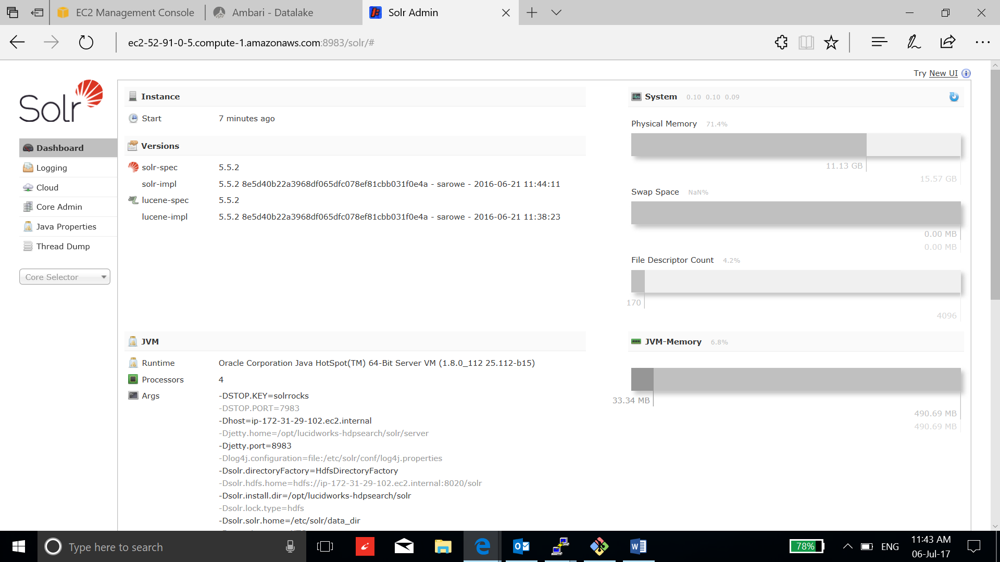 EC2 Management Console
Ambari - Datalake
Solr Admin
ec2-52-91-0-5.compute-1.amazonaws.com:8983/solr/#
Try New UI
Solr
Dashboard
Logging
Cloud
Core Admin
Java Properties
Thread Dump
Core Selector
Instance
Start 7 minutes ago
Versions
solr-spec 5.5.2
solr-impl 5.5.2 8e5d40b22a3968df065dfc078ef81cbb031f0e4a - sarowe - 2016-06-21 11:44:11
lucene-spec 5.5.2
lucene-impl 5.5.2 8e5d40b22a3968df065dfc078ef81cbb031f0e4a - sarowe - 2016-06-21 11:38:23
System 0.10 0.10 0.09
Physical Memory 71.4%
11.13 GB
15.57 GB
Swap Space NaN%
0.00 MB
0.00 MB
File Descriptor Count 4.2%
170
4096
JVM
Runtime Oracle Corporation Java HotSpot(TM) 64-Bit Server VM (1.8.0_112 25.112-b15)
Processors 4
Args -DSTOP.KEY=solrrocks
-DSTOP.PORT=7983
-Dhost=ip-172-31-29-102.ec2.internal
-Djetty.home=/opt/lucidworks-hdpsearch/solr/server
-Djetty.port=8983
-Dlog4j.configuration=file:/etc/solr/conf/log4j.properties
-Dsolr.directoryFactory=HdfsDirectoryFactory
-Dsolr.hdfs.home=hdfs://ip-172-31-29-102.ec2.internal:8020/solr
-Dsolr.install.dir=/opt/lucidworks-hdpsearch/solr
-Dsolr.lock.type=hdfs
-Dsolr.solr.home=/etc/solr/data_dir
JVM-Memory 6.8%
33.34 MB
490.69 MB
490.69 MB
Type here to search
78%
ENG
11:43 AM
06-Jul-17